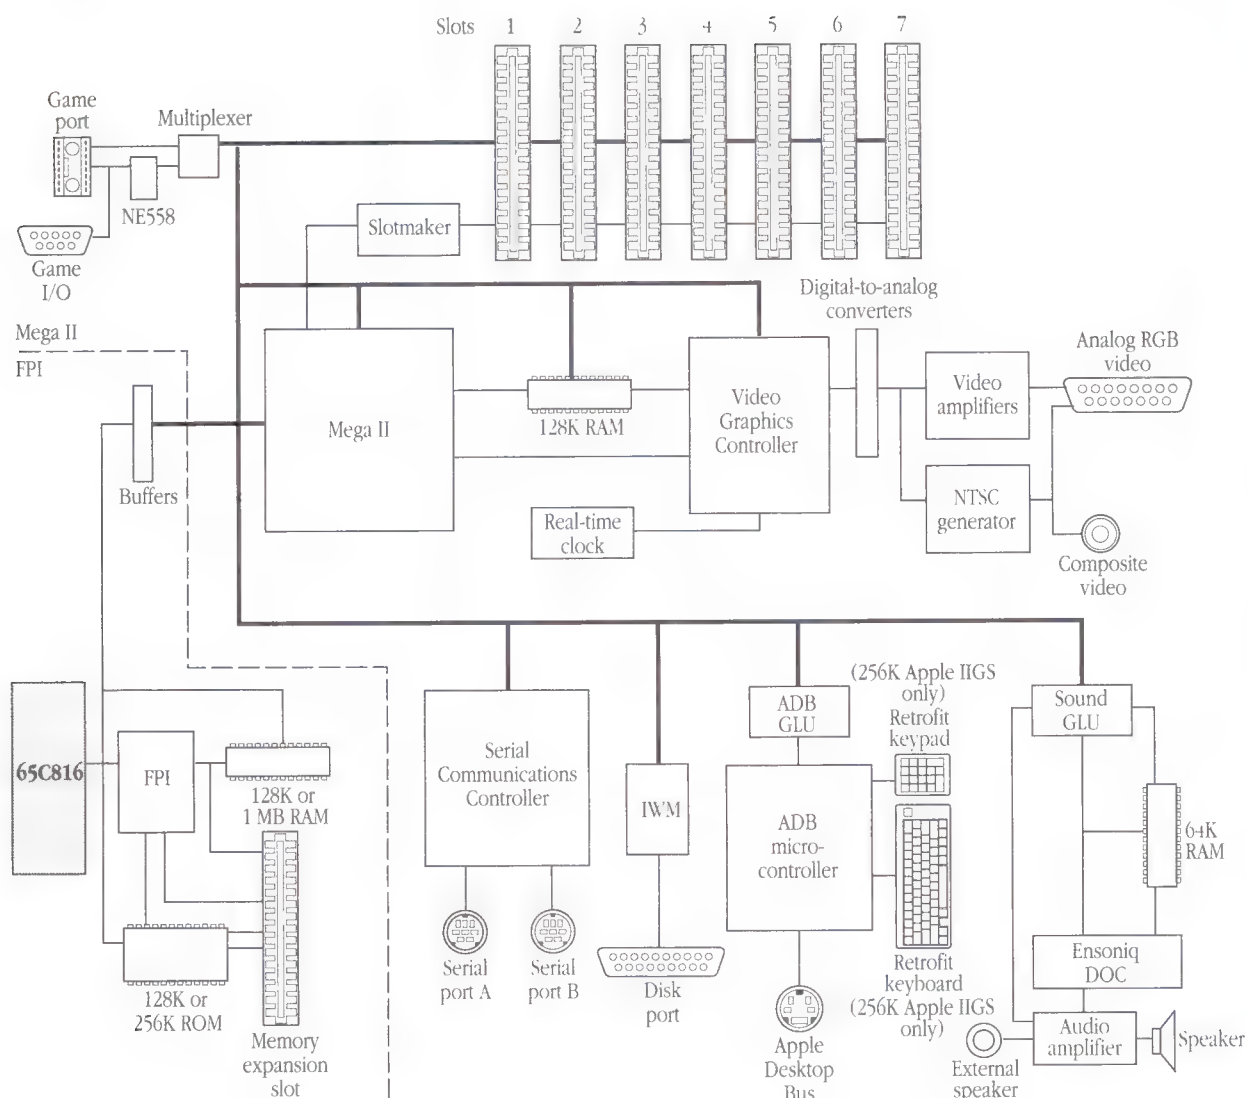 Slots 1 2 3 4 5 6 7
Game
port
Multiplexer
NE558
Slotmaker
Game
I/O
Digital-to-analog
converters
Mega II
FPI
Analog RGB
video
Mega II
128K RAM
Video
Graphics
Controller
Video
amplifiers
Buffers
Real-time
clock
NTSC
generator
Composite
video
65C816
FPI
128K or
1 MB RAM
128K or
256K ROM
Memory
expansion
slot
Serial
Communications
Controller
Serial
port A
Serial
port B
IWM
Disk
port
ADB
GLU
ADB
micro-
controller
Apple
Desktop
Bus
(256K Apple IIGS
only)
Retrofit
keypad
Retrofit
keyboard
(256K Apple IIGS
only)
Sound
GLU
64K
RAM
Ensoniq
DOC
Audio
amplifier
Speaker
External
speaker